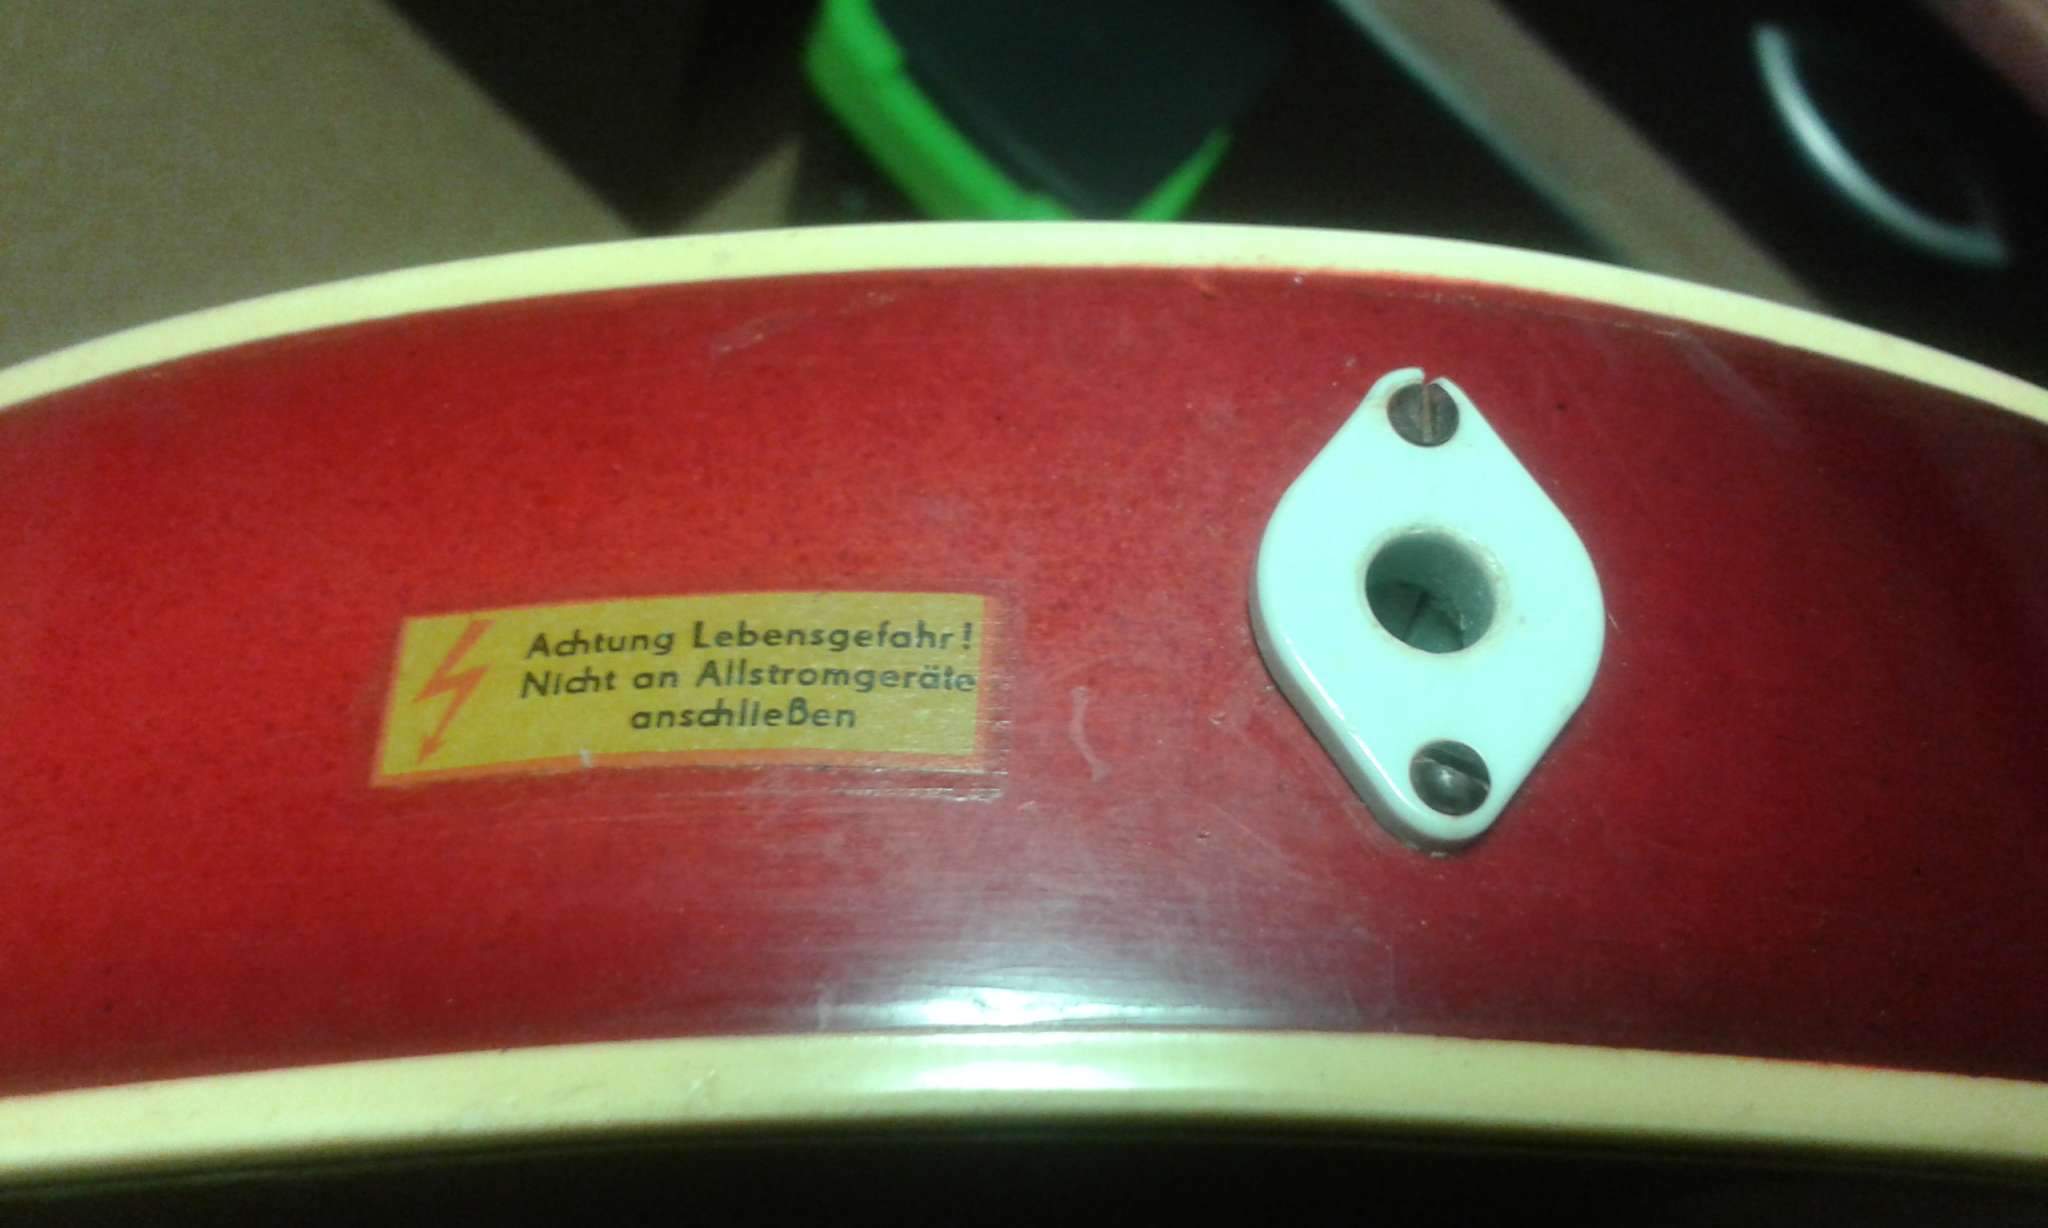 Achtung Lebensgefahr!
Nicht an Allstromgeräte
anschließen